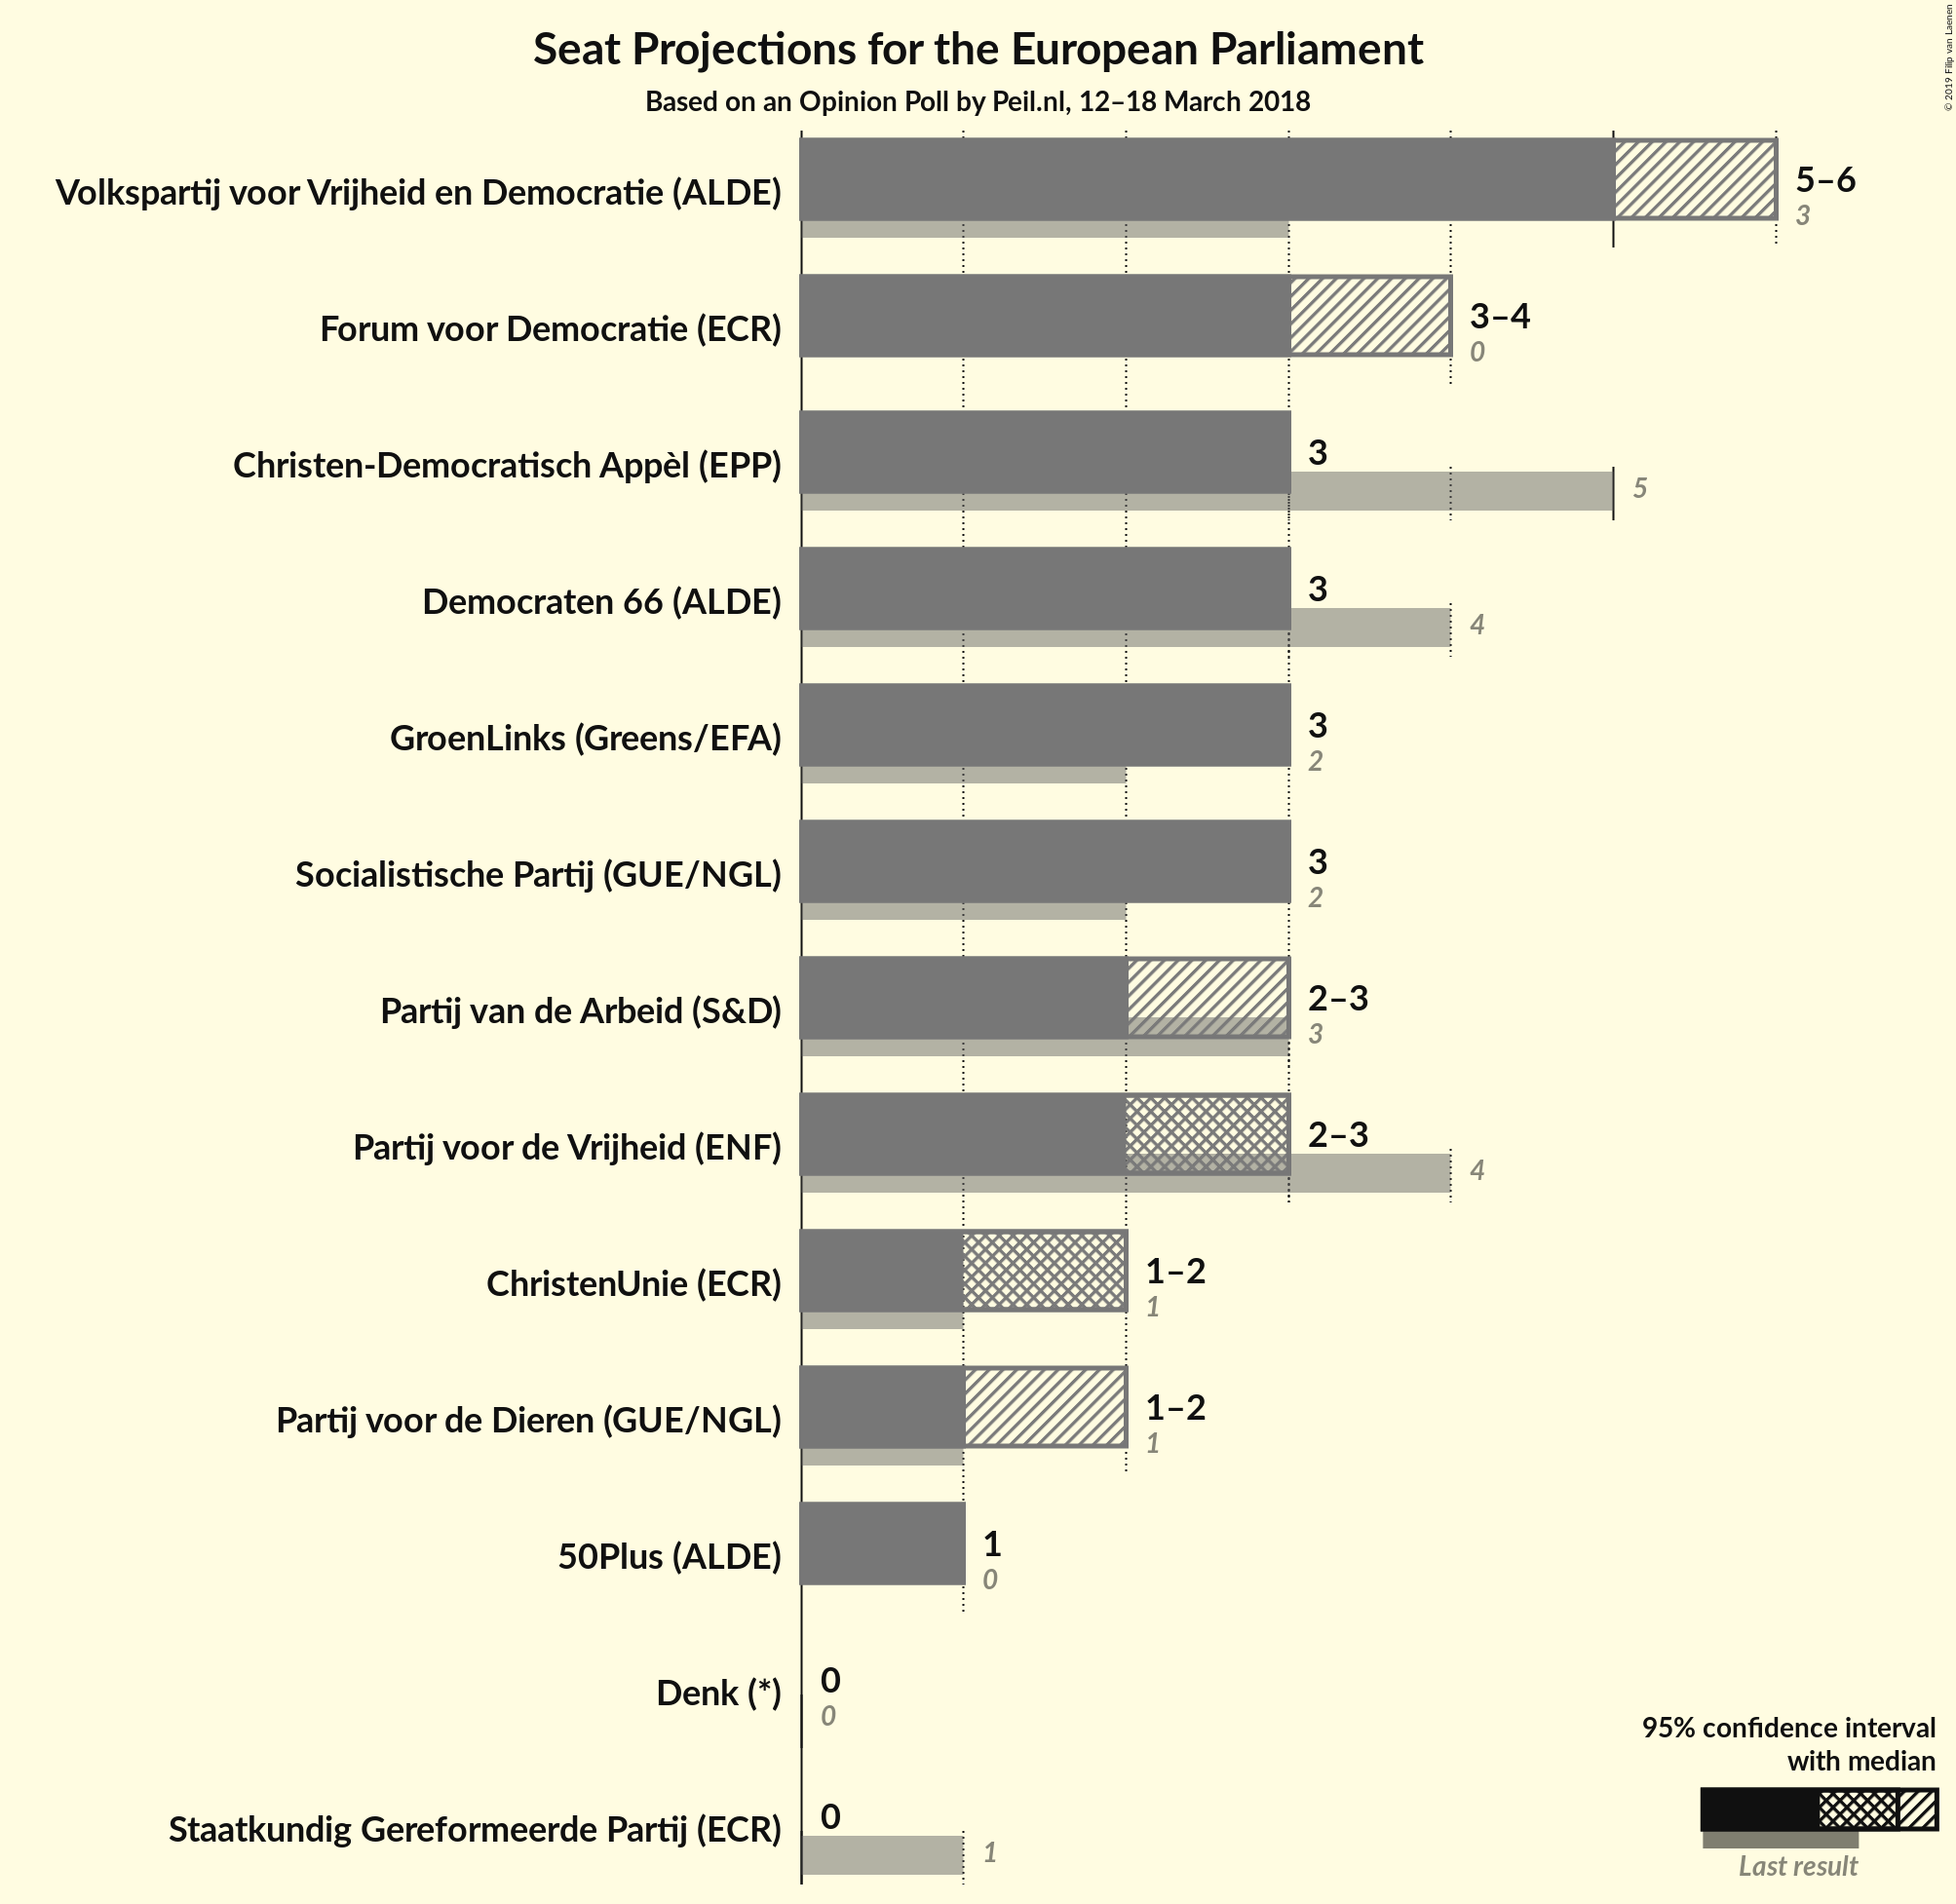 Seat Projections for the European Parliament
Based on an Opinion Poll by Peil.nl, 12–18 March 2018
© 2019 Filip van Laenen
Volkspartij voor Vrijheid en Democratie (ALDE)
5–6
3
Forum voor Democratie (ECR)
3–4
0
Christen-Democratisch Appèl (EPP)
3
5
Democraten 66 (ALDE)
3
4
GroenLinks (Greens/EFA)
3
2
Socialistische Partij (GUE/NGL)
3
2
Partij van de Arbeid (S&D)
2–3
3
Partij voor de Vrijheid (ENF)
2–3
4
ChristenUnie (ECR)
1–2
1
Partij voor de Dieren (GUE/NGL)
1–2
1
50Plus (ALDE)
1
0
Denk (*)
0
0
Staatkundig Gereformeerde Partij (ECR)
0
1
95% confidence interval
with median
Last result